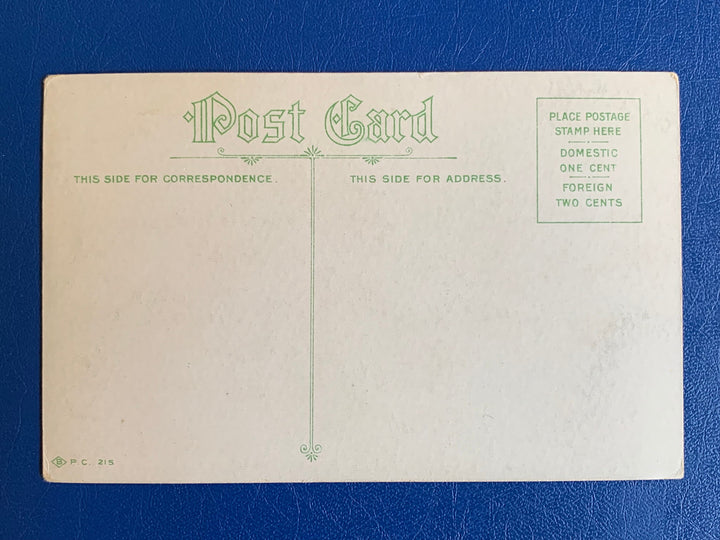 Post Card
THIS SIDE FOR CORRESPONDENCE.
THIS SIDE FOR ADDRESS.
PLACE POSTAGE
STAMP HERE
DOMESTIC
ONE CENT
FOREIGN
TWO CENTS
B P.C. 215